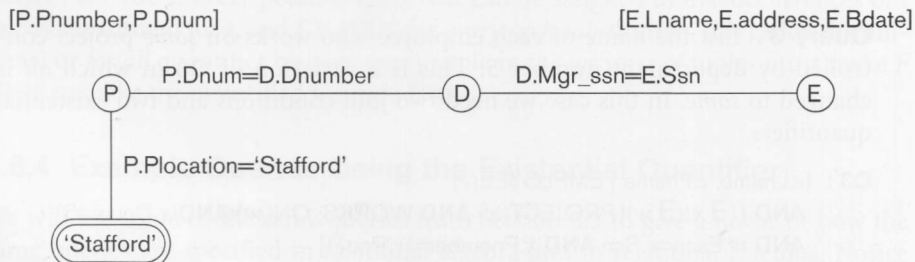 [P.Pnumber,P.Dnum]
[E.Lname,E.address,E.Bdate]
P.Dnum=D.Dnumber
D.Mgr_ssn=E.Ssn
P
D
E
P.Plocation='Stafford'
'Stafford'